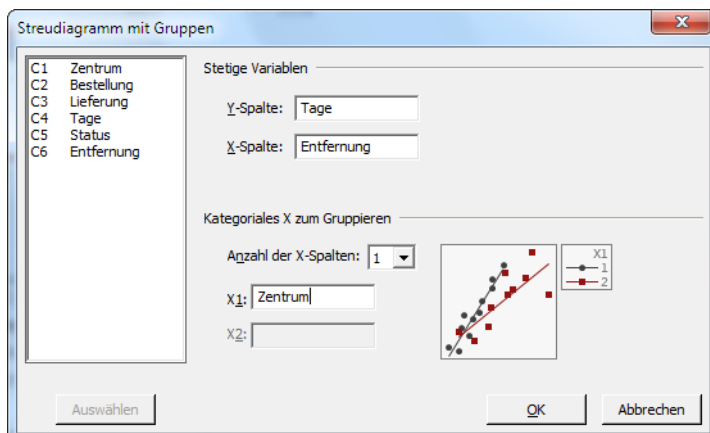 Streudiagramm mit Gruppen
C1 Zentrum
C2 Bestellung
C3 Lieferung
C4 Tage
C5 Status
C6 Entfernung
Stetige Variablen
Y-Spalte: Tage
X-Spalte: Entfernung
Kategoriales X zum Gruppieren
Anzahl der X-Spalten: 1
X1: Zentrum
X2:
X1
1
2
Auswählen
OK
Abbrechen